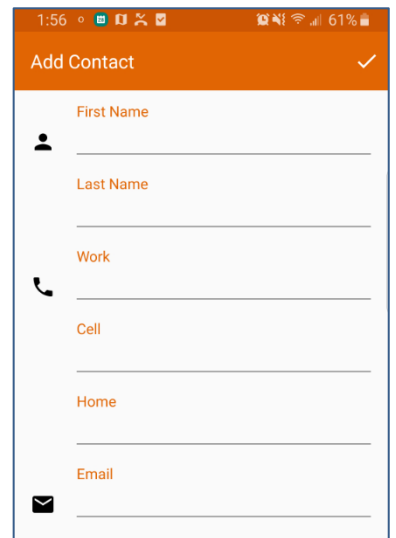 1:56 61%
Add Contact
First Name
Last Name
Work
Cell
Home
Email